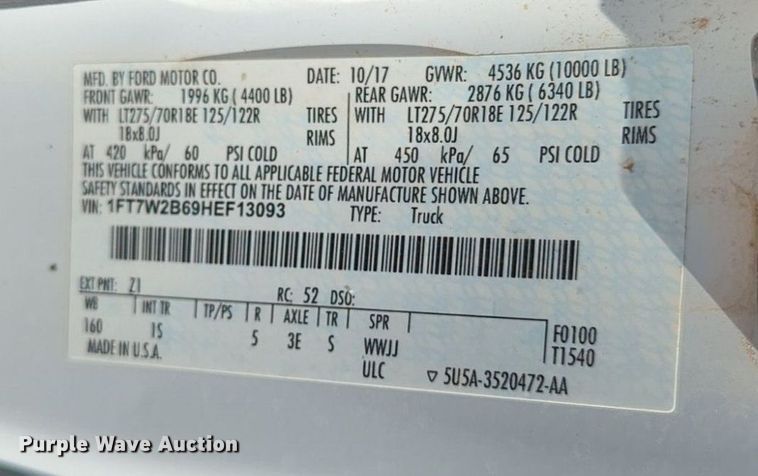 MFD. BY FORD MOTOR CO. DATE: 10/17 GVWR: 4536 KG (10000 LB)
FRONT GAWR: 1996 KG ( 4400 LB) REAR GAWR: 2876 KG ( 6340 LB)
WITH LT275/70R18E 125/122R TIRES WITH LT275/70R18E 125/122R TIRES
18x8.0J RIMS 18x8.0J RIMS
AT 420 kPa/ 60 PSI COLD AT 450 kPa/ 65 PSI COLD
THIS VEHICLE CONFORMS TO ALL APPLICABLE FEDERAL MOTOR VEHICLE
SAFETY STANDARDS IN EFFECT ON THE DATE OF MANUFACTURE SHOWN ABOVE.
VIN: 1FT7W2B69HEF13093 TYPE: Truck
EXT PNT: Z1 RC: 52 DSO:
WB INT TR TP/PS R AXLE TR SPR
160 IS 5 3E S WWJJ F0100
MADE IN U.S.A. ULC T1540
▽ 5U5A-3520472-AA
Purple Wave Auction